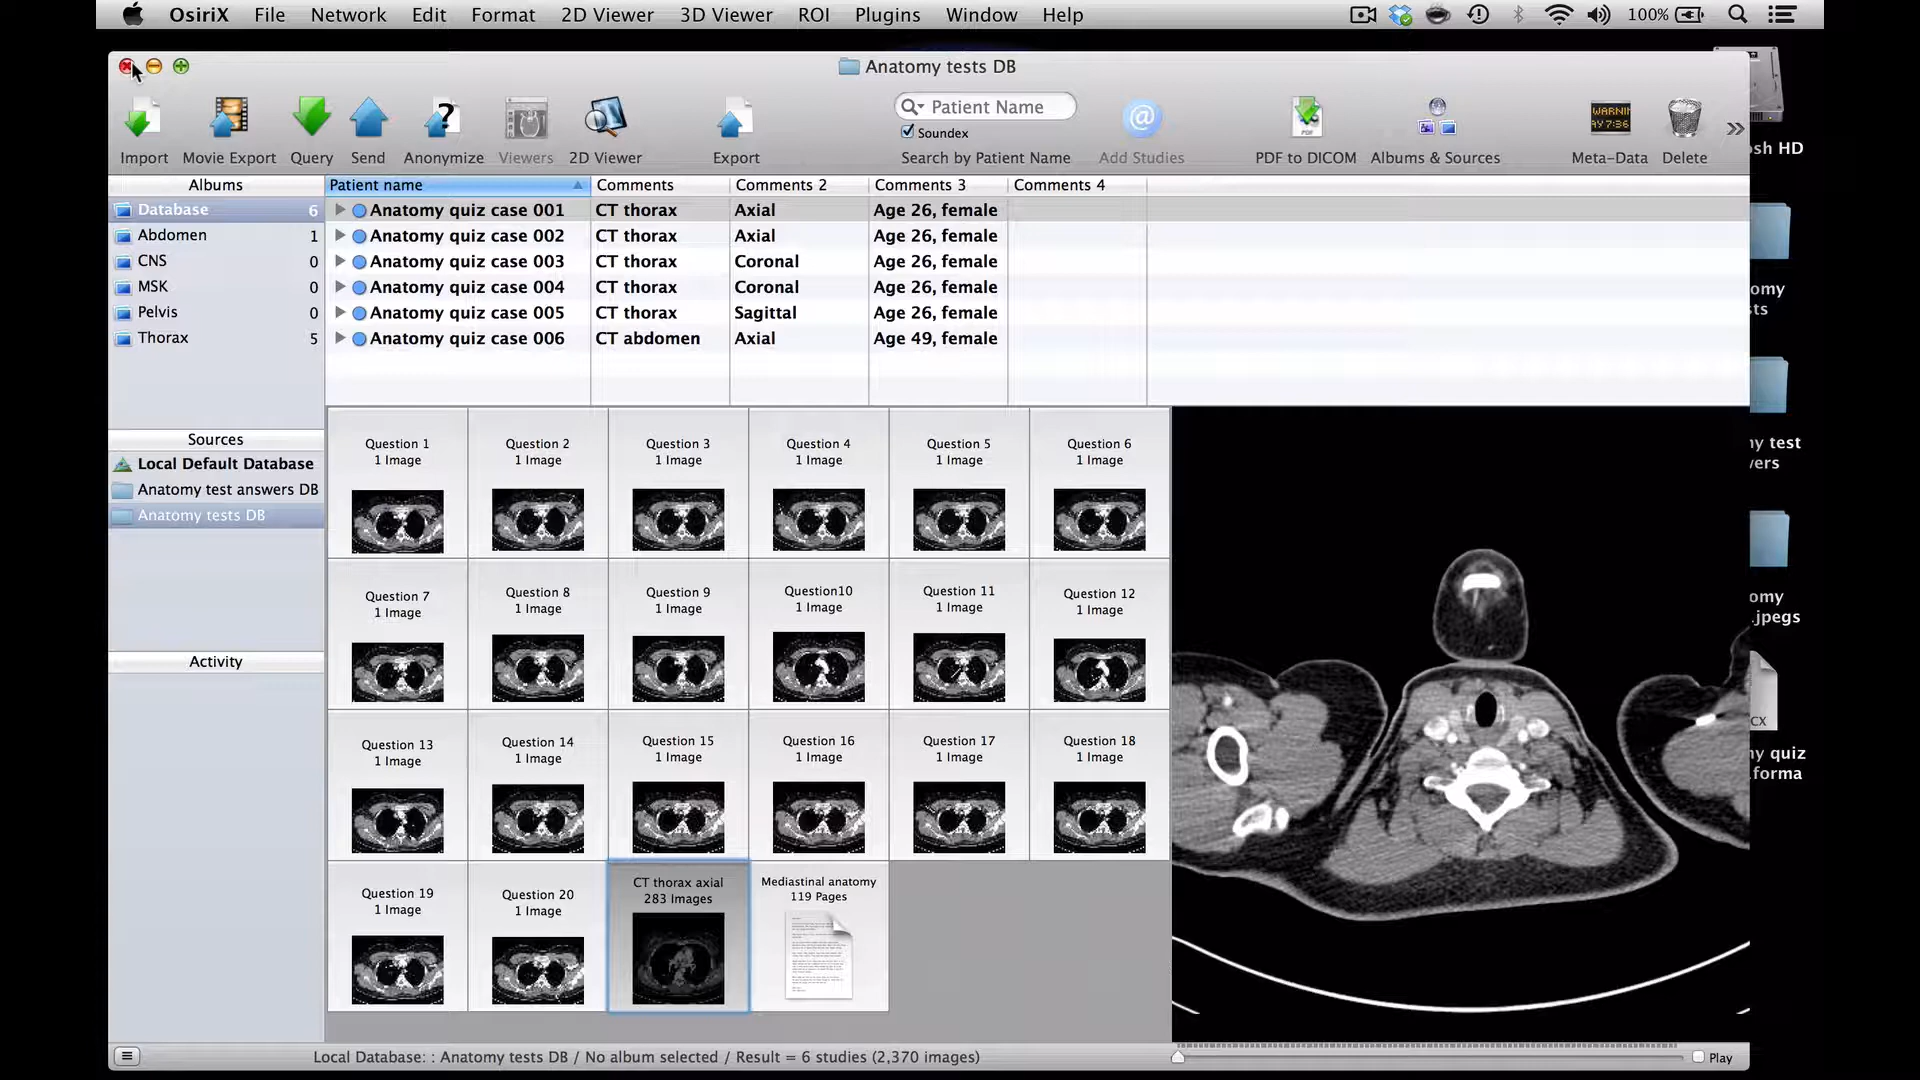 OsiriX File Network Edit Format 2D Viewer 3D Viewer ROI Plugins Window Help 100%
Anatomy tests DB
Patient Name
Soundex
Import Movie Export Query Send Anonymize Viewers 2D Viewer Export Search by Patient Name Add Studies PDF to DICOM Albums & Sources Meta-Data Delete
Albums
Database 6
Abdomen 1
CNS 0
MSK 0
Pelvis 0
Thorax 5
Patient name Comments Comments 2 Comments 3 Comments 4
Anatomy quiz case 001 CT thorax Axial Age 26, female
Anatomy quiz case 002 CT thorax Axial Age 26, female
Anatomy quiz case 003 CT thorax Coronal Age 26, female
Anatomy quiz case 004 CT thorax Coronal Age 26, female
Anatomy quiz case 005 CT thorax Sagittal Age 26, female
Anatomy quiz case 006 CT abdomen Axial Age 49, female
Sources
Local Default Database
Anatomy test answers DB
Anatomy tests DB
Activity
Question 1 Question 2 Question 3 Question 4 Question 5 Question 6
1 Image 1 Image 1 Image 1 Image 1 Image 1 Image
Question 7 Question 8 Question 9 Question10 Question 11 Question 12
1 Image 1 Image 1 Image 1 Image 1 Image 1 Image
Question 13 Question 14 Question 15 Question 16 Question 17 Question 18
1 Image 1 Image 1 Image 1 Image 1 Image 1 Image
Question 19 Question 20 CT thorax axial Mediastinal anatomy
1 Image 1 Image 283 Images 119 Pages
Local Database: : Anatomy tests DB / No album selected / Result = 6 studies (2,370 images)
Play
sh HD
omy
ts
y test
ers
omy
.jpegs
CX
y quiz
forma